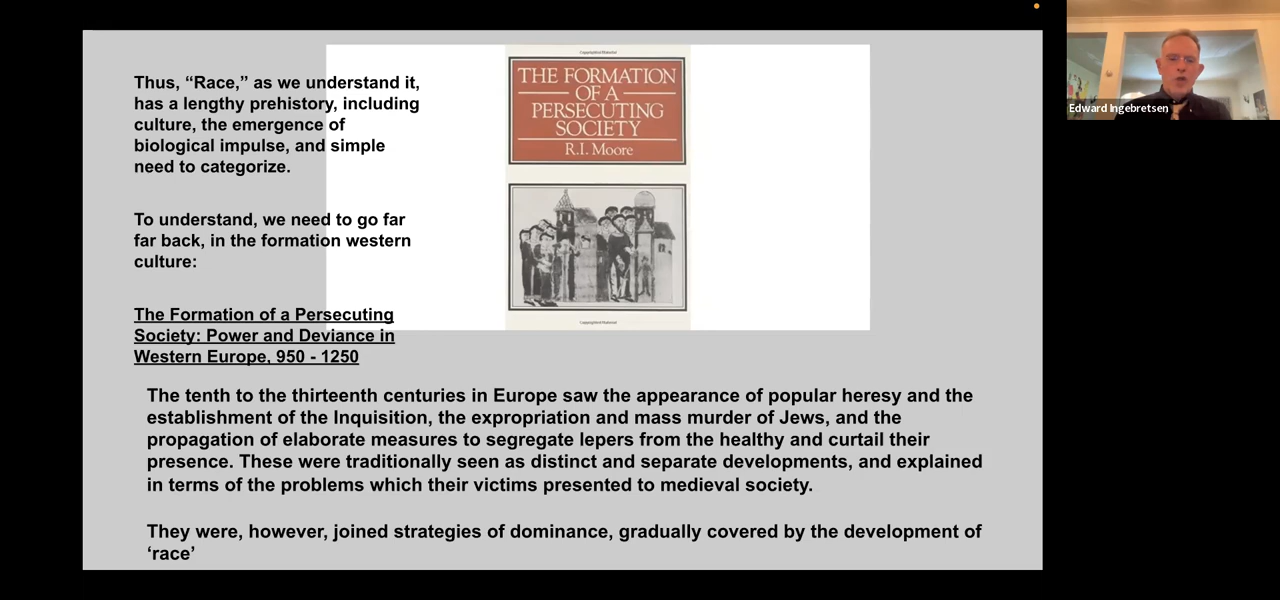 Thus, “Race,” as we understand it,
has a lengthy prehistory, including
culture, the emergence of
biological impulse, and simple
need to categorize.
To understand, we need to go far
far back, in the formation western
culture:
The Formation of a Persecuting
Society: Power and Deviance in
Western Europe, 950 - 1250
Copyrighted Material
THE FORMATION
OF A
PERSECUTING
SOCIETY
R.I. Moore
Copyrighted Material
The tenth to the thirteenth centuries in Europe saw the appearance of popular heresy and the
establishment of the Inquisition, the expropriation and mass murder of Jews, and the
propagation of elaborate measures to segregate lepers from the healthy and curtail their
presence. These were traditionally seen as distinct and separate developments, and explained
in terms of the problems which their victims presented to medieval society.
They were, however, joined strategies of dominance, gradually covered by the development of
‘race’
Edward Ingebretsen